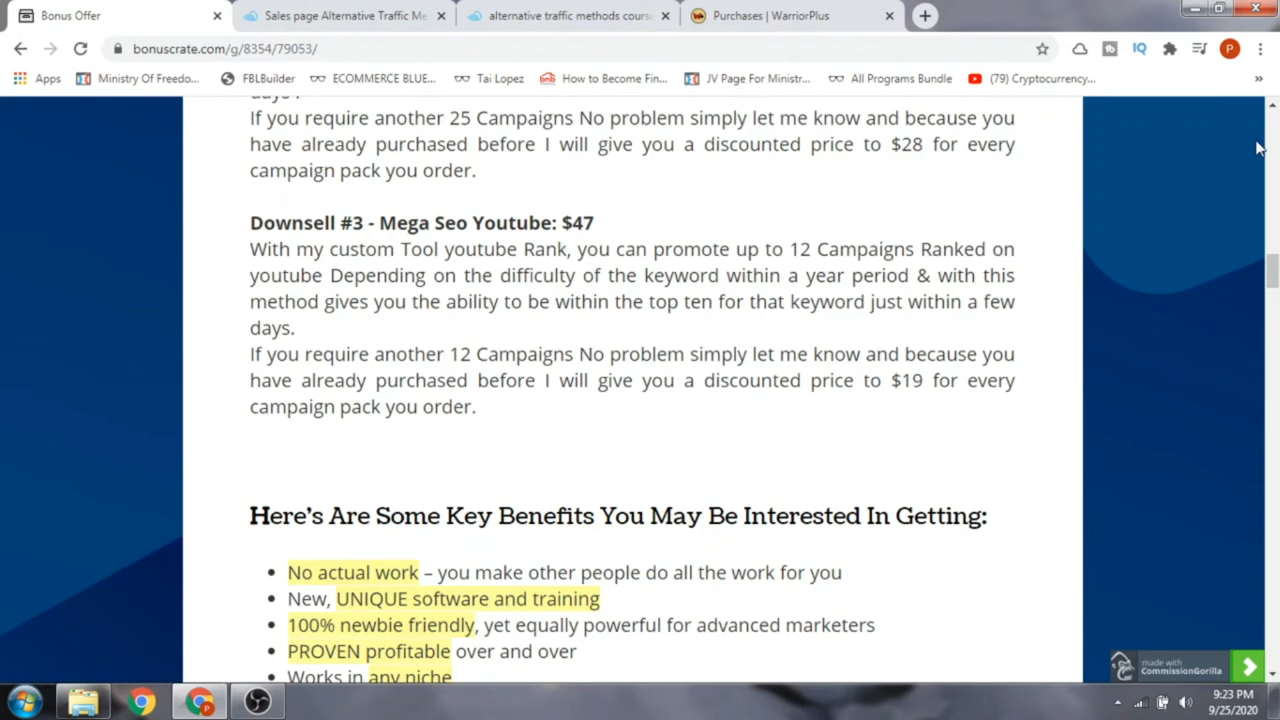 Bonus Offer
Sales page Alternative Traffic Me
alternative traffic methods cours
Purchases | WarriorPlus
bonuscrate.com/g/8354/79053/
IQ
P
Apps
Ministry Of Freedo...
FBLBuilder
ECOMMERCE BLUE...
Tai Lopez
How to Become Fin...
JV Page For Ministr...
All Programs Bundle
(79) Cryptocurrency...
»
days .
If you require another 25 Campaigns No problem simply let me know and because you
have already purchased before I will give you a discounted price to $28 for every
campaign pack you order.
Downsell #3 - Mega Seo Youtube: $47
With my custom Tool youtube Rank, you can promote up to 12 Campaigns Ranked on
youtube Depending on the difficulty of the keyword within a year period & with this
method gives you the ability to be within the top ten for that keyword just within a few
days.
If you require another 12 Campaigns No problem simply let me know and because you
have already purchased before I will give you a discounted price to $19 for every
campaign pack you order.
Here's Are Some Key Benefits You May Be Interested In Getting:
• No actual work – you make other people do all the work for you
• New, UNIQUE software and training
• 100% newbie friendly, yet equally powerful for advanced marketers
• PROVEN profitable over and over
• Works in any niche
made with
CommissionGorilla
9:23 PM
9/25/2020